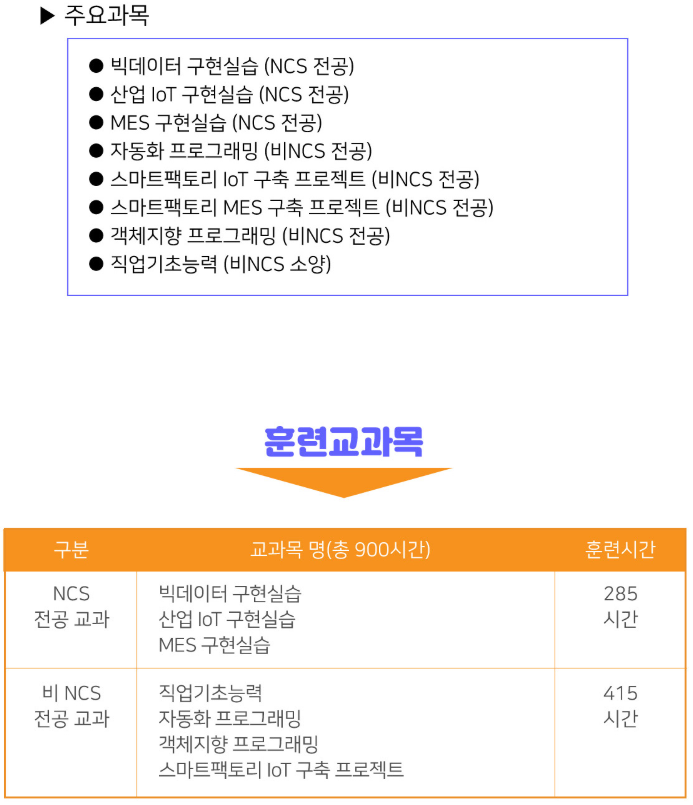 ▶ 주요과목
● 빅데이터 구현실습 (NCS 전공)
● 산업 IoT 구현실습 (NCS 전공)
● MES 구현실습 (NCS 전공)
● 자동화 프로그래밍 (비NCS 전공)
● 스마트팩토리 IoT 구축 프로젝트 (비NCS 전공)
● 스마트팩토리 MES 구축 프로젝트 (비NCS 전공)
● 객체지향 프로그래밍 (비NCS 전공)
● 직업기초능력 (비NCS 소양)
훈련교과목
구분 교과목 명(총 900시간) 훈련시간
NCS 빅데이터 구현실습 285
전공 교과 산업 IoT 구현실습 시간
MES 구현실습
비 NCS 직업기초능력 415
전공 교과 자동화 프로그래밍 시간
객체지향 프로그래밍
스마트팩토리 IoT 구축 프로젝트